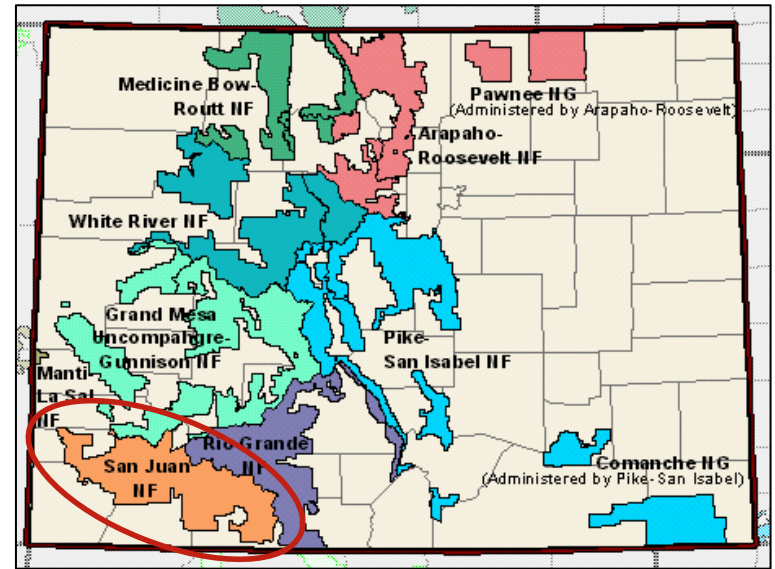 Medicine Bow-
Routt NF
Pawnee NG
(Administered by Arapaho-Roosevelt)
Arapaho-
Roosevelt NF
White River NF
Grand Mesa
Uncompahgre-
Gunnison NF
Pike-
San Isabel NF
Manti-
La Sal
NF
Rio Grande
NF
San Juan
NF
Comanche NG
(Administered by Pike-San Isabel)